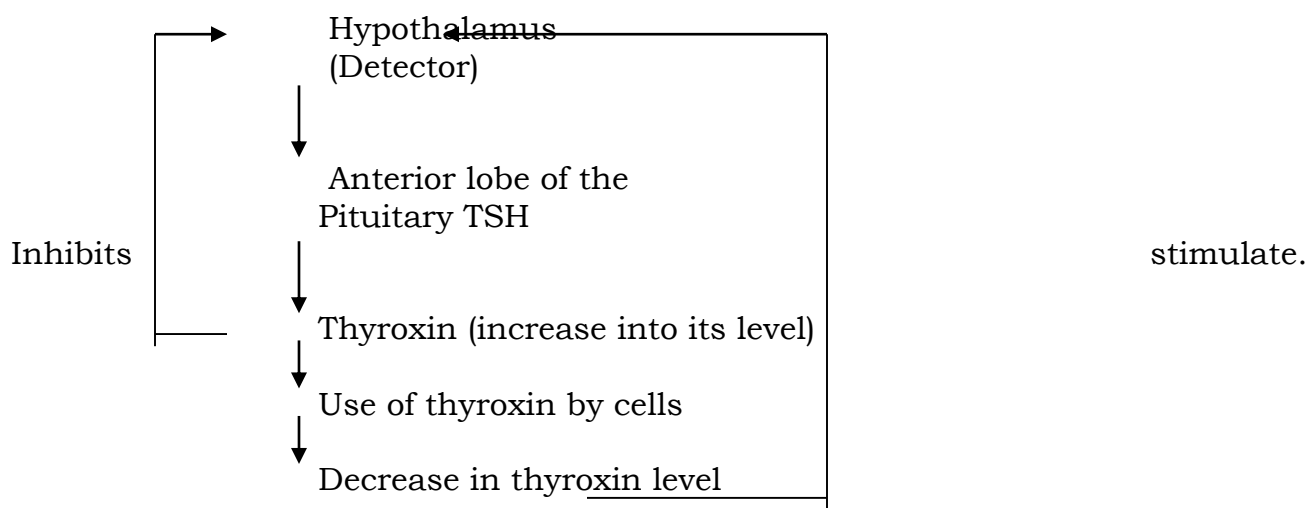 Hypothalamus
(Detector)
Anterior lobe of the
Pituitary TSH
Inhibits
stimulate.
Thyroxin (increase into its level)
Use of thyroxin by cells
Decrease in thyroxin level